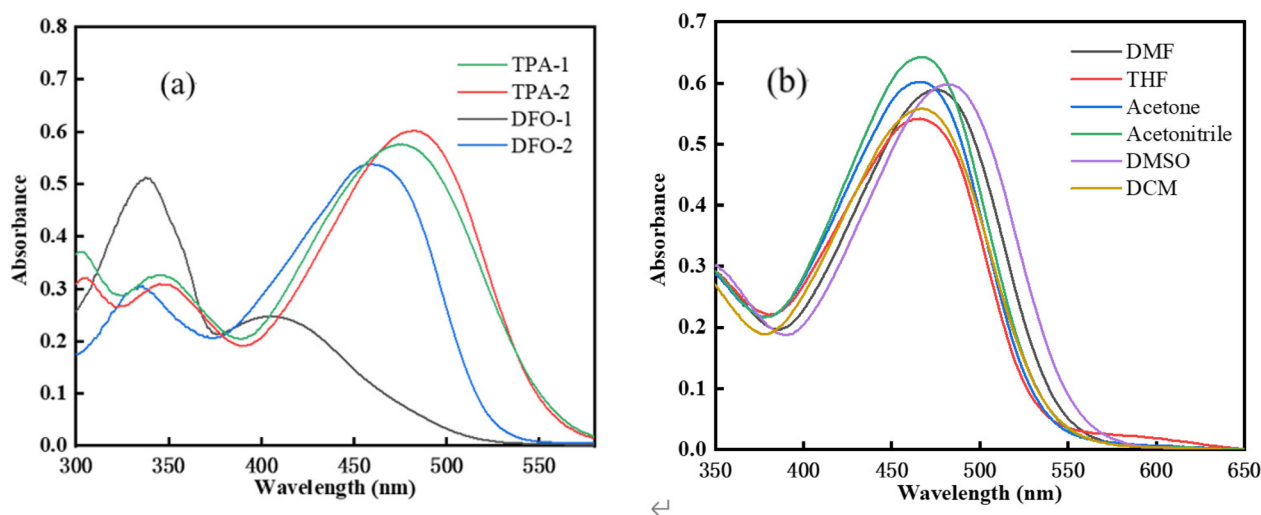 0.8
0.7
0.6
0.5
0.4
0.3
0.2
0.1
0.0
Absorbance
(a)
TPA-1
TPA-2
DFO-1
DFO-2
300 350 400 450 500 550
Wavelength (nm)
0.7
0.6
0.5
0.4
0.3
0.2
0.1
0.0
Absorbance
(b)
DMF
THF
Acetone
Acetonitrile
DMSO
DCM
350 400 450 500 550 600 650
Wavelength (nm)